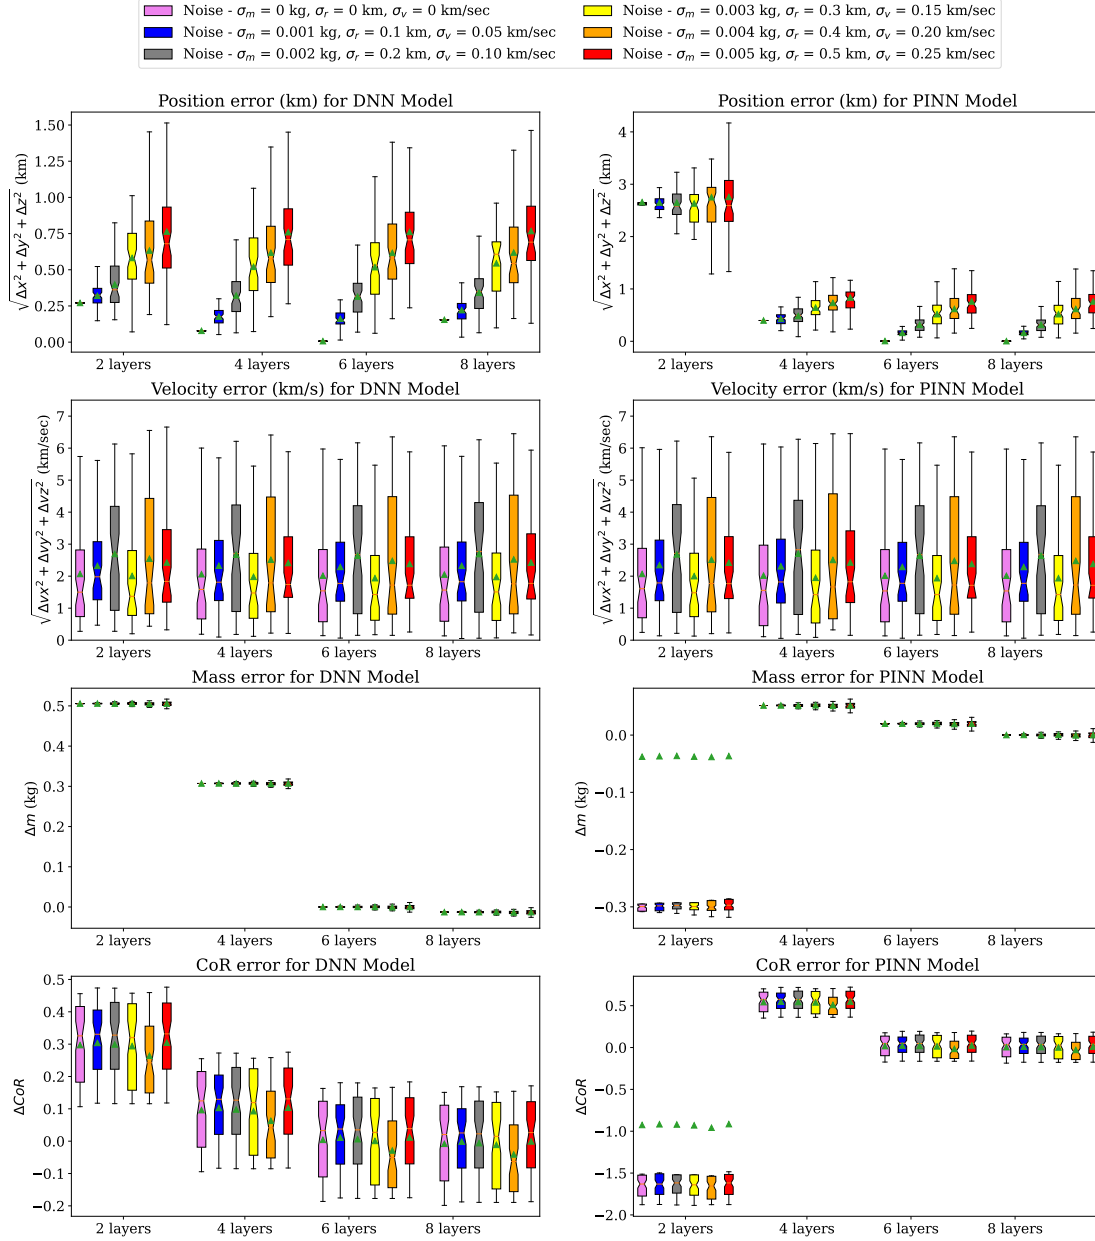 Noise - σm = 0 kg, σr = 0 km, σv = 0 km/sec
Noise - σm = 0.001 kg, σr = 0.1 km, σv = 0.05 km/sec
Noise - σm = 0.002 kg, σr = 0.2 km, σv = 0.10 km/sec
Noise - σm = 0.003 kg, σr = 0.3 km, σv = 0.15 km/sec
Noise - σm = 0.004 kg, σr = 0.4 km, σv = 0.20 km/sec
Noise - σm = 0.005 kg, σr = 0.5 km, σv = 0.25 km/sec
Position error (km) for DNN Model
√Δx² + Δy² + Δz² (km)
1.50
1.25
1.00
0.75
0.50
0.25
0.00
2 layers 4 layers 6 layers 8 layers
Position error (km) for PINN Model
√Δx² + Δy² + Δz² (km)
4
3
2
1
0
2 layers 4 layers 6 layers 8 layers
Velocity error (km/s) for DNN Model
√Δvx² + Δvy² + Δvz² (km/sec)
7
6
5
4
3
2
1
0
2 layers 4 layers 6 layers 8 layers
Velocity error (km/s) for PINN Model
√Δvx² + Δvy² + Δvz² (km/sec)
7
6
5
4
3
2
1
0
2 layers 4 layers 6 layers 8 layers
Mass error for DNN Model
Δm (kg)
0.5
0.5
0.3
0.2
0.1
0.0
2 layers 4 layers 6 layers 8 layers
Mass error for PINN Model
Δm (kg)
0.0
−0.1
−0.2
−0.3
2 layers 4 layers 6 layers 8 layers
CoR error for DNN Model
ΔCoR
0.5
0.4
0.3
0.2
0.1
0.0
−0.1
−0.2
2 layers 4 layers 6 layers 8 layers
CoR error for PINN Model
ΔCoR
0.5
0.0
−0.5
−1.0
−1.5
−2.0
2 layers 4 layers 6 layers 8 layers